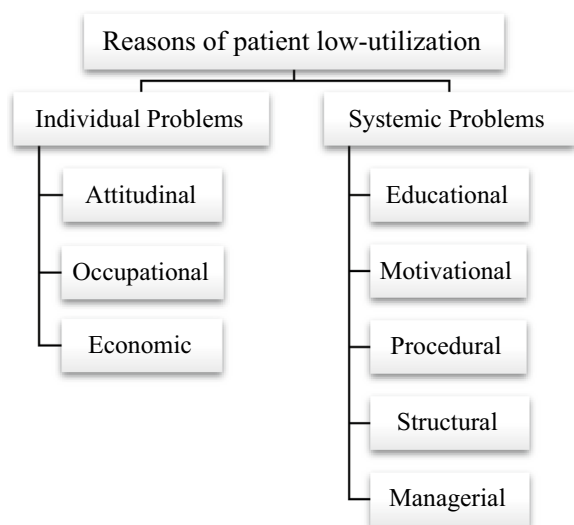 Reasons of patient low-utilization
Individual Problems
Attitudinal
Occupational
Economic
Systemic Problems
Educational
Motivational
Procedural
Structural
Managerial